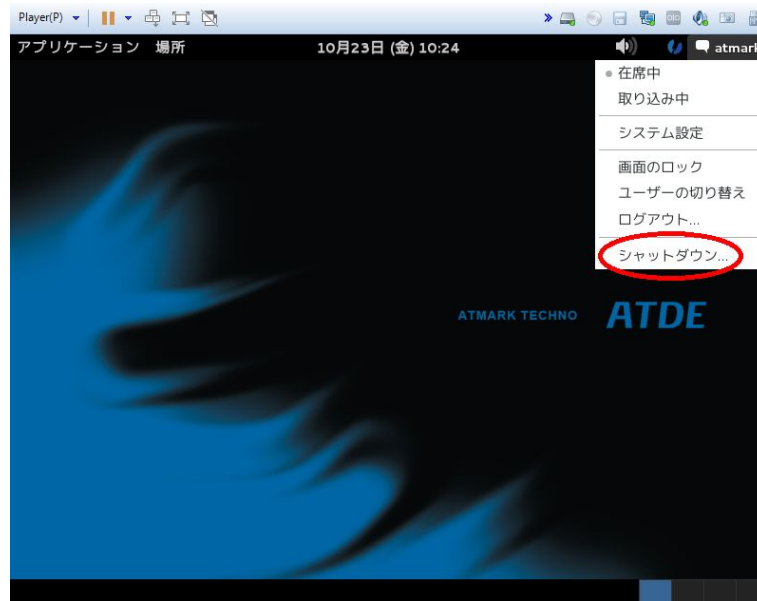 Player(P)
アプリケーション 場所 10月23日 (金) 10:24 atmark
在席中
取り込み中
システム設定
画面のロック
ユーザーの切り替え
ログアウト...
シャットダウン...
ATMARK TECHNO ATDE